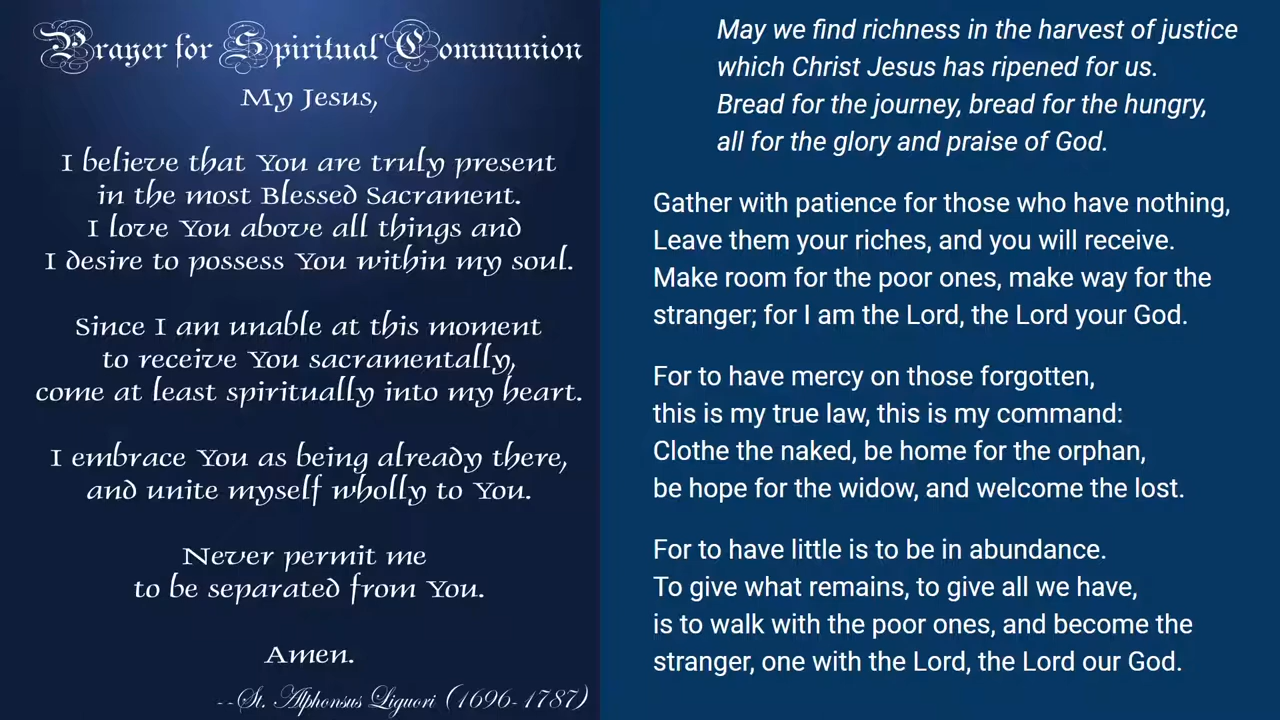 Prayer for Spiritual Communion
My Jesus,
I believe that You are truly present
in the most Blessed Sacrament.
I love You above all things and
I desire to possess You within my soul.
Since I am unable at this moment
to receive You sacramentally,
come at least spiritually into my heart.
I embrace You as being already there,
and unite myself wholly to You.
Never permit me
to be separated from You.
Amen.
--St. Alphonsus Liguori (1696-1787)
May we find richness in the harvest of justice
which Christ Jesus has ripened for us.
Bread for the journey, bread for the hungry,
all for the glory and praise of God.
Gather with patience for those who have nothing,
Leave them your riches, and you will receive.
Make room for the poor ones, make way for the
stranger; for I am the Lord, the Lord your God.
For to have mercy on those forgotten,
this is my true law, this is my command:
Clothe the naked, be home for the orphan,
be hope for the widow, and welcome the lost.
For to have little is to be in abundance.
To give what remains, to give all we have,
is to walk with the poor ones, and become the
stranger, one with the Lord, the Lord our God.